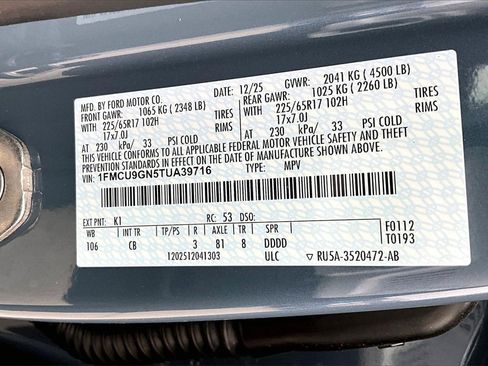 MFD. BY FORD MOTOR CO. 12/25 GVWR: 2041 KG ( 4500 LB)
FRONT GAWR: 1065 KG ( 2348 LB) REAR GAWR: 1025 KG ( 2260 LB)
WITH 225/65R17 102H TIRES WITH 225/65R17 102H TIRES
17x7.0J RIMS 17x7.0J RIMS
AT 230 kPa/ 33 PSI COLD AT 230 kPa/ 33 PSI COLD
THIS VEHICLE CONFORMS TO ALL APPLICABLE FEDERAL MOTOR VEHICLE SAFETY, BUMPER, AND THEFT
PREVENTION STANDARDS IN EFFECT ON THE DATE OF MANUFACTURE SHOWN ABOVE.
VIN: 1FMCU9GN5TUA39716 TYPE: MPV
EXT PNT: K1 RC: 53 DSO:
WB INT TR TP/PS R AXLE TR SPR F0112
106 CB 3 81 8 DDDD T0193
1202512041303 ULC RU5A-3520472-AB